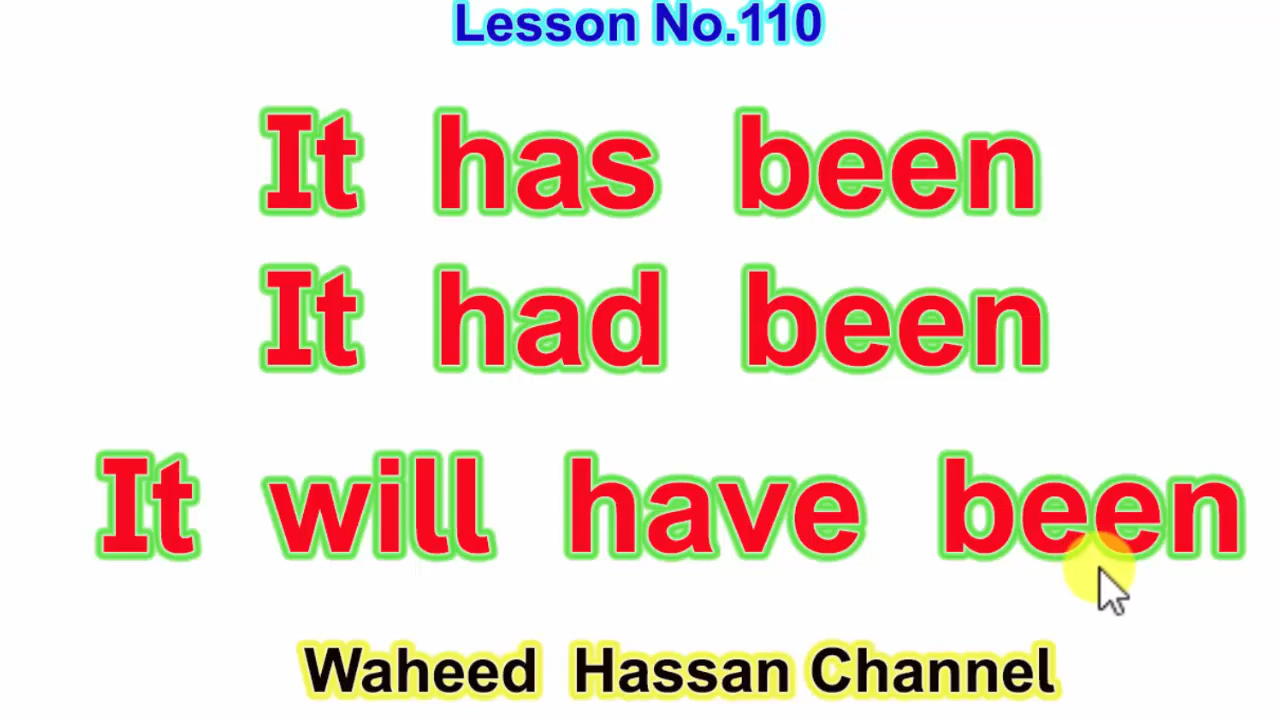 Lesson No.110
It has been
It had been
It will have been
Waheed Hassan Channel